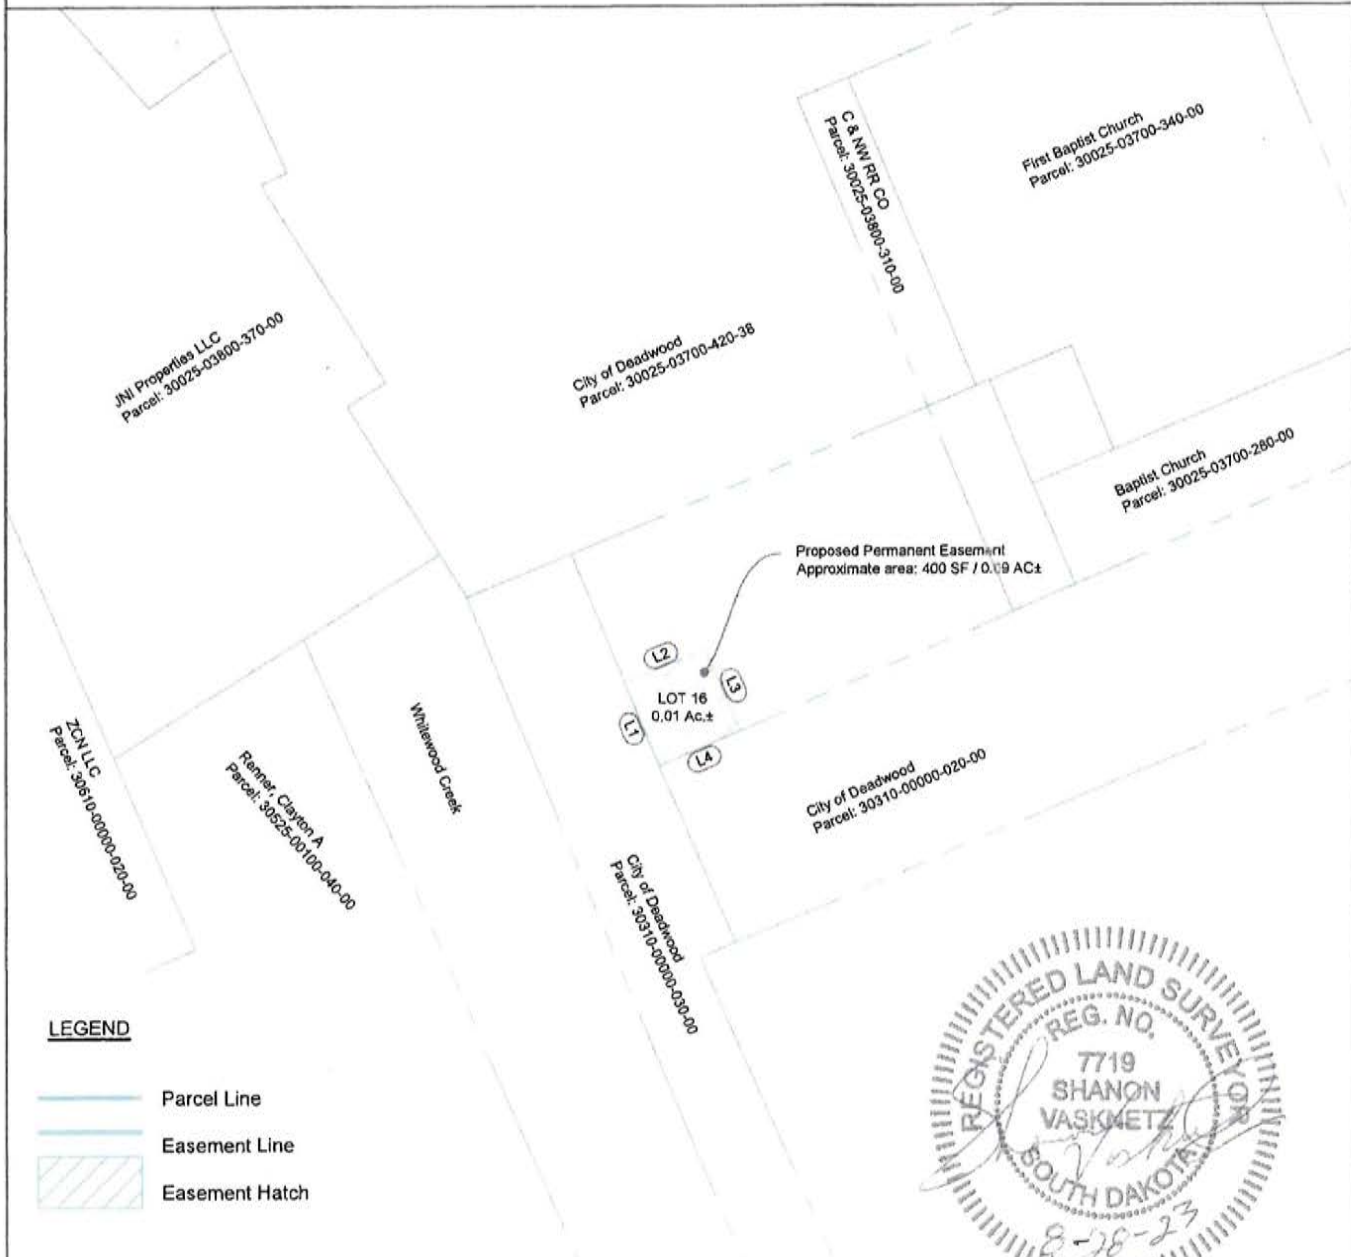 C & NW RR CO
Parcel: 30025-03800-310-00
First Baptist Church
Parcel: 30025-03700-340-00
JNI Properties LLC
Parcel: 30025-03800-370-00
City of Deadwood
Parcel: 30025-03700-420-38
Baptist Church
Parcel: 30025-03700-280-00
Proposed Permanent Easement
Approximate area: 400 SF / 0.09 AC±
L2
L3
LOT 16
0.01 Ac.±
L1
L4
ZCN LLC
Parcel: 30610-00000-020-00
Renner, Clayton A
Parcel: 30525-00100-040-00
Whitewood Creek
City of Deadwood
Parcel: 30310-00000-020-00
City of Deadwood
Parcel: 30310-00000-030-00
LEGEND
Parcel Line
Easement Line
Easement Hatch
REGISTERED LAND SURVEYOR
REG. NO.
7719
SHANON
VASKNETZ
SOUTH DAKOTA
8-28-23